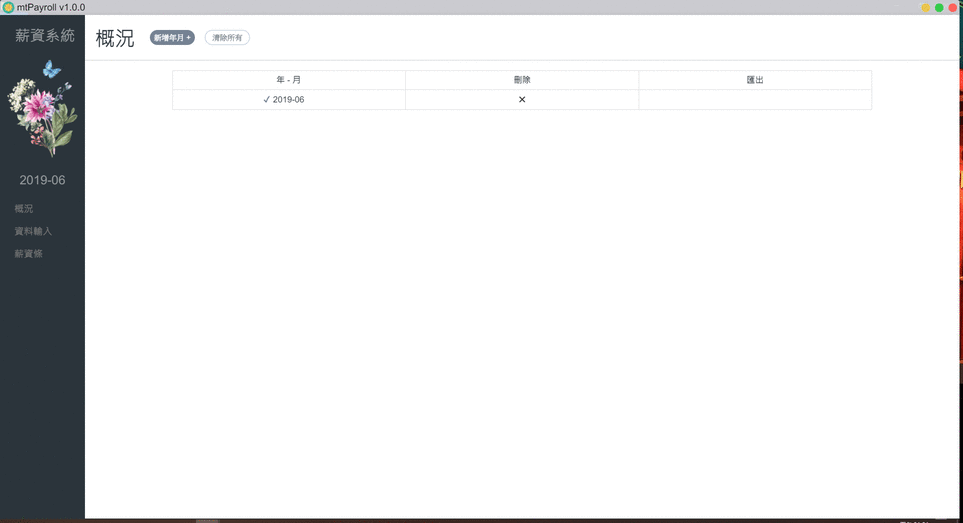 mtPayroll v1.0.0
薪資系統
2019-06
概況
資料輸入
薪資條
概況
新增年月 +
清除所有
年 - 月
刪除
匯出
✓ 2019-06
✕